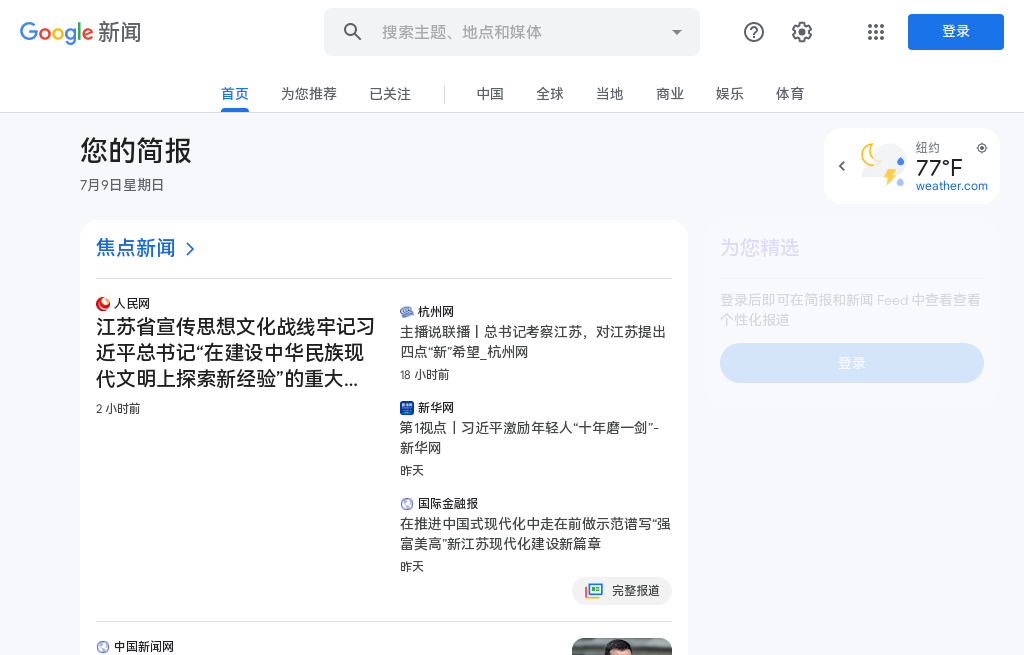 Google 新闻
搜索主题、地点和媒体
登录
首页
为您推荐
已关注
中国
全球
当地
商业
娱乐
体育
您的简报
7月9日星期日
纽约
77°F
weather.com
焦点新闻
人民网
江苏省宣传思想文化战线牢记习
近平总书记“在建设中华民族现
代文明上探索新经验”的重大...
2 小时前
杭州网
主播说联播丨总书记考察江苏，对江苏提出
四点“新”希望_杭州网
18 小时前
新华网
第1视点丨习近平激励年轻人“十年磨一剑”-
新华网
昨天
国际金融报
在推进中国式现代化中走在前做示范谱写“强
富美高”新江苏现代化建设新篇章
昨天
完整报道
中国新闻网
为您精选
登录后即可在简报和新闻 Feed 中查看查看
个性化报道
登录